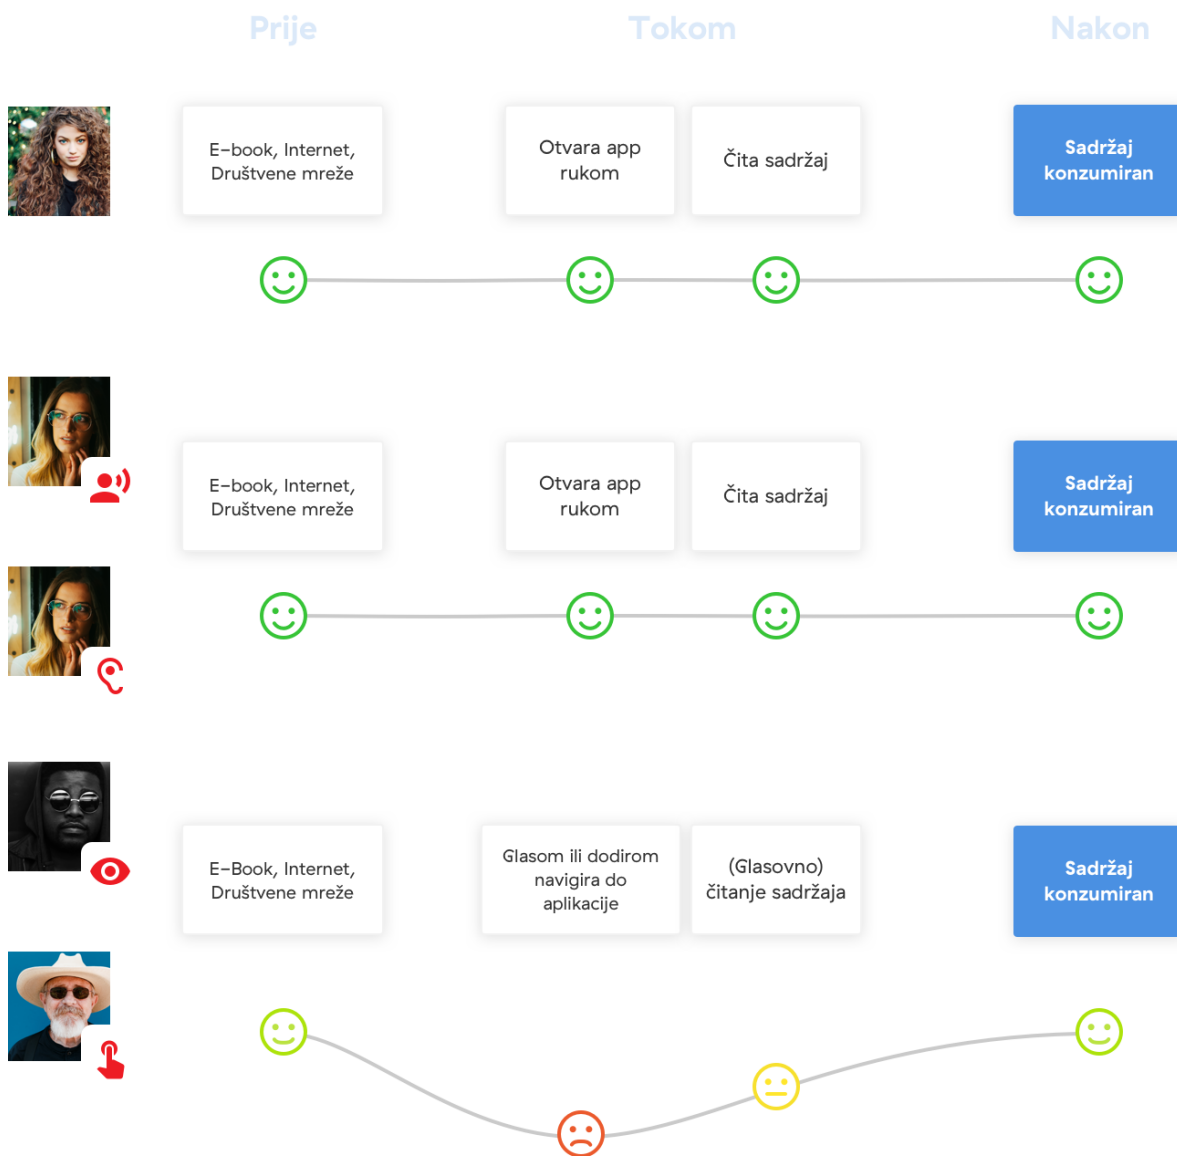 Prije
Tokom
Nakon
E-book, Internet,
Društvene mreže
Otvara app
rukom
Čita sadržaj
Sadržaj
konzumiran
E-book, Internet,
Društvene mreže
Otvara app
rukom
Čita sadržaj
Sadržaj
konzumiran
E-Book, Internet,
Društvene mreže
Glasom ili dodirom
navigira do
aplikacije
(Glasovno)
čitanje sadržaja
Sadržaj
konzumiran